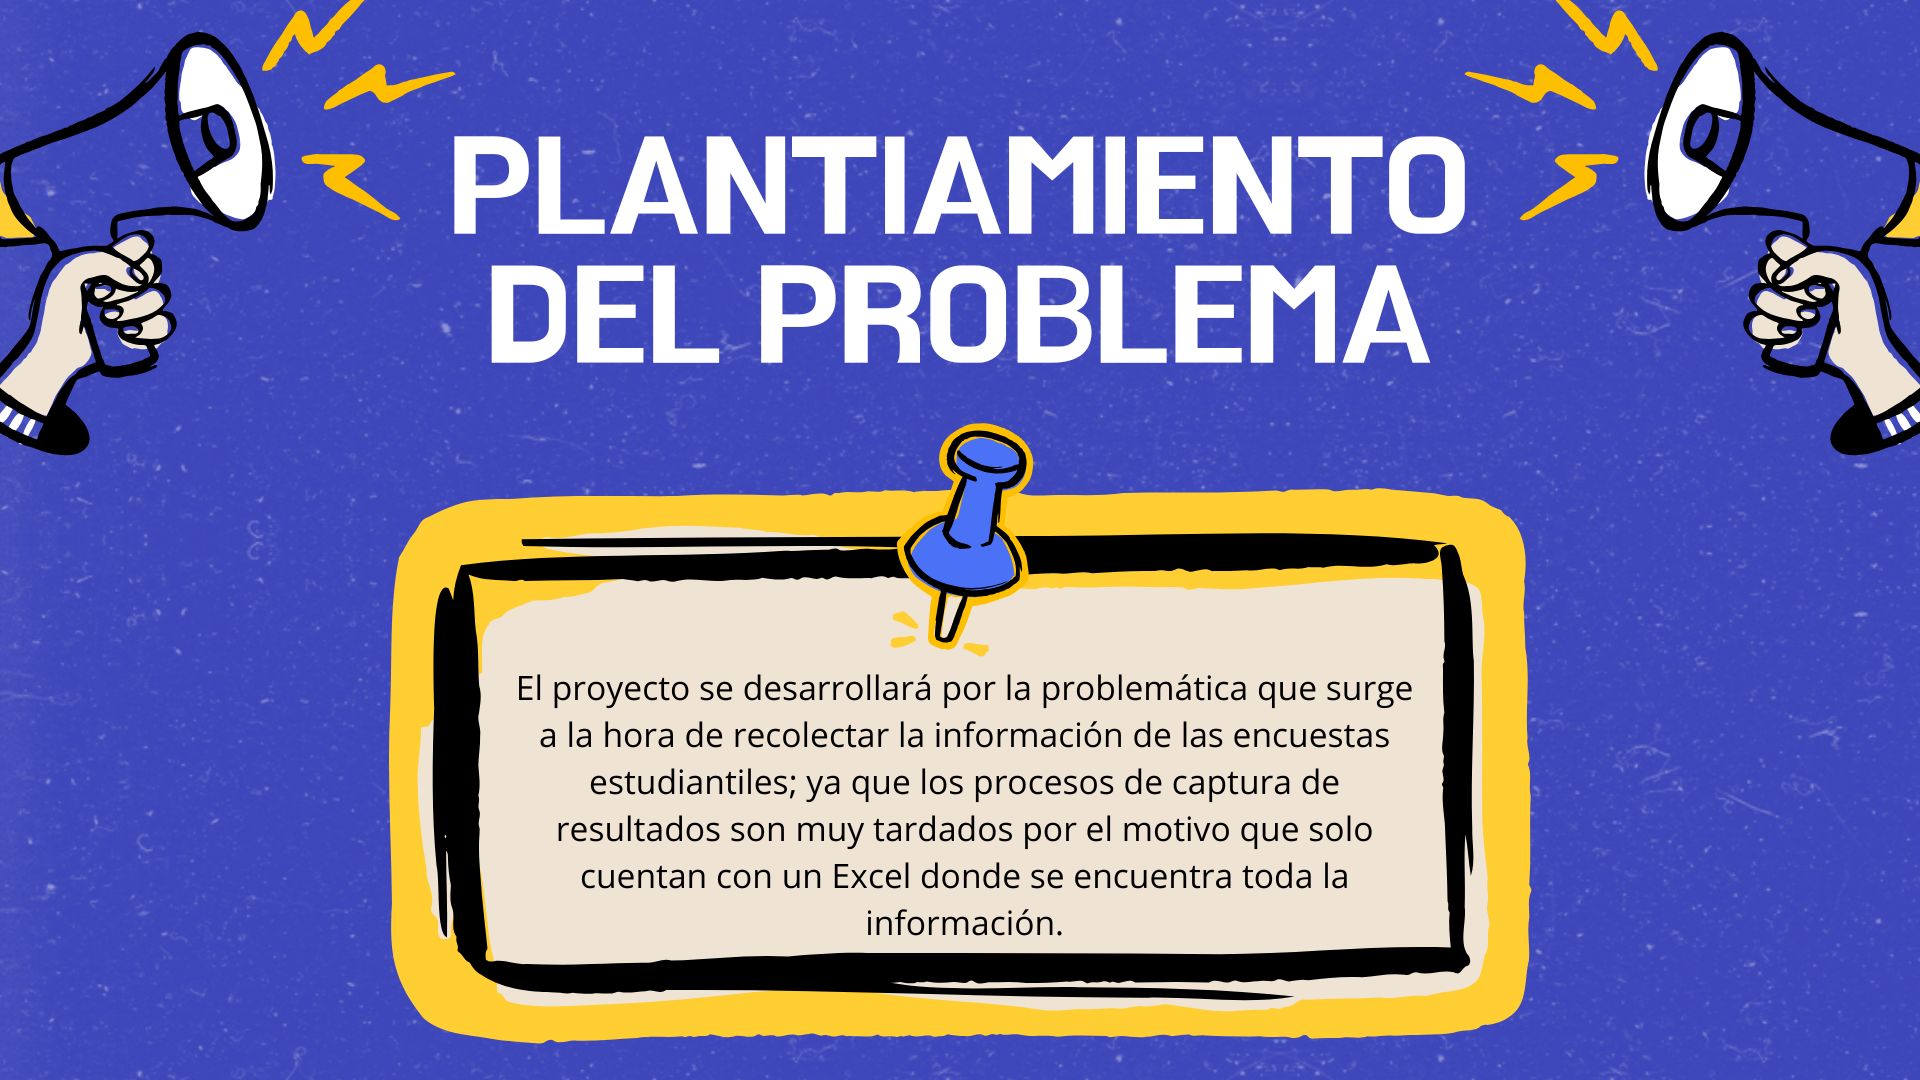 PLANTIAMIENTO
DEL PROBLEMA
El proyecto se desarrollará por la problemática que surge
a la hora de recolectar la información de las encuestas
estudiantiles; ya que los procesos de captura de
resultados son muy tardados por el motivo que solo
cuentan con un Excel donde se encuentra toda la
información.